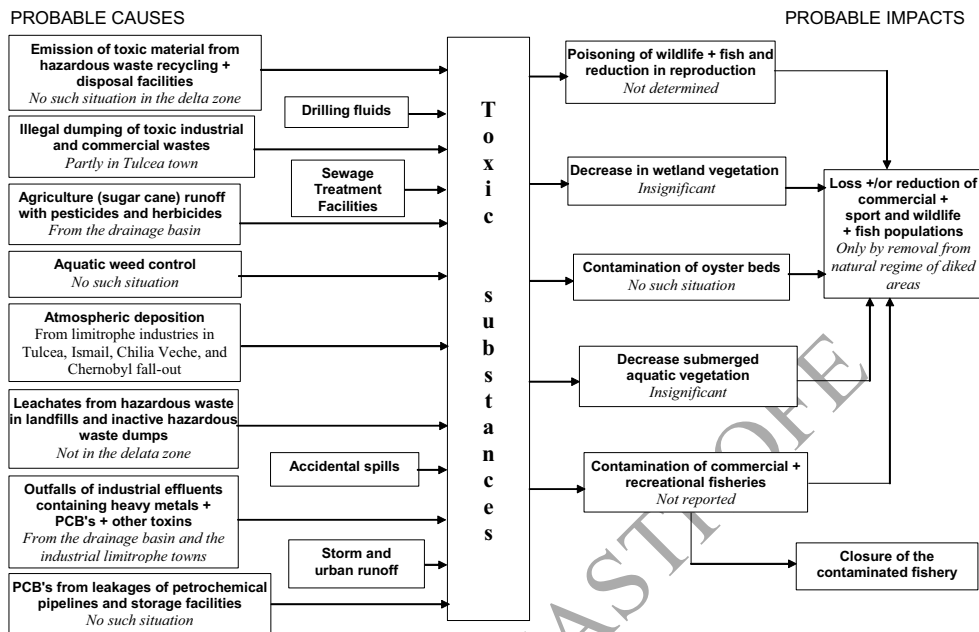 PROBABLE CAUSES
PROBABLE IMPACTS
Emission of toxic material from
hazardous waste recycling +
disposal facilities
No such situation in the delta zone
Drilling fluids
Illegal dumping of toxic industrial
and commercial wastes
Partly in Tulcea town
Sewage
Treatment
Facilities
Agriculture (sugar cane) runoff
with pesticides and herbicides
From the drainage basin
Aquatic weed control
No such situation
Atmospheric deposition
From limitrophe industries in
Tulcea, Ismail, Chilia Veche, and
Chernobyl fall-out
Leachates from hazardous waste
in landfills and inactive hazardous
waste dumps
Not in the delata zone
Accidental spills
Outfalls of industrial effluents
containing heavy metals +
PCB's + other toxins
From the drainage basin and the
industrial limitrophe towns
Storm and
urban runoff
PCB's from leakages of petrochemical
pipelines and storage facilities
No such situation
Toxic substances
Poisoning of wildlife + fish and
reduction in reproduction
Not determined
Decrease in wetland vegetation
Insignificant
Contamination of oyster beds
No such situation
Decrease submerged
aquatic vegetation
Insignificant
Contamination of commercial +
recreational fisheries
Not reported
Loss +/or reduction of
commercial +
sport and wildlife
+ fish populations
Only by removal from
natural regime of diked
areas
Closure of the
contaminated fishery
ASTROFE